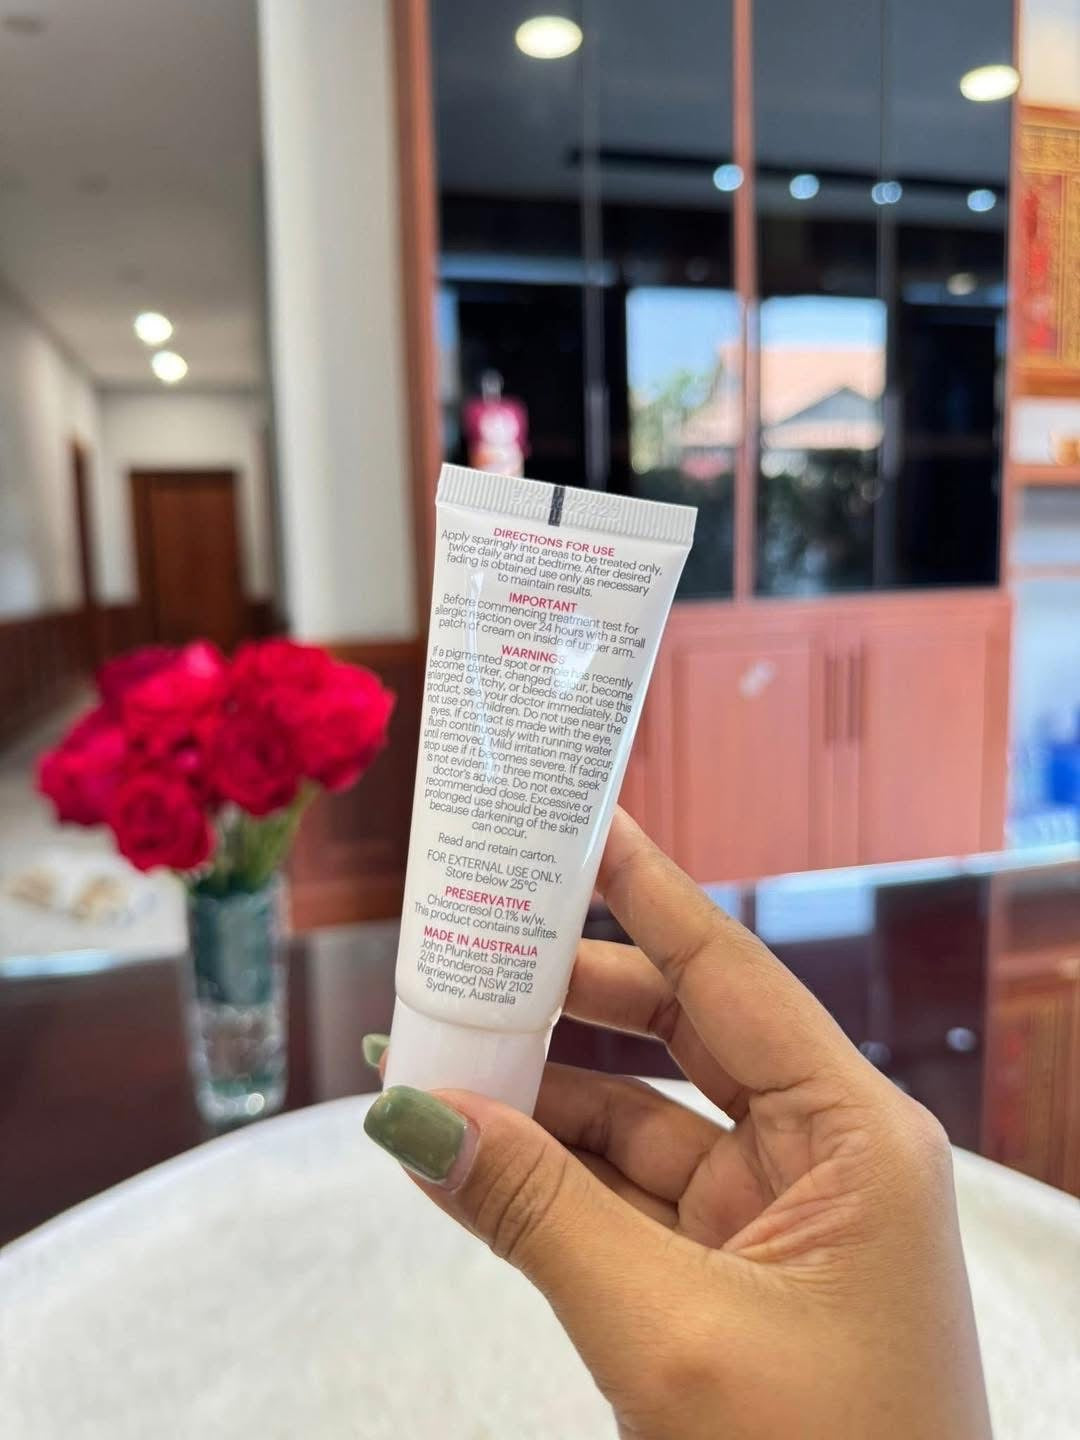 DIRECTIONS FOR USE
Apply sparingly into areas to be treated only,
twice daily and at bedtime. After desired
fading is obtained use only as necessary
to maintain results.
IMPORTANT
Before commencing treatment test for
allergic reaction over 24 hours with a small
patch of cream on inside of upper arm.
WARNINGS
If a pigmented spot or mole has recently
become darker, changed colour, become
enlarged or itchy, or bleeds do not use this
product, see your doctor immediately. Do
not use on children. Do not use near the
eyes. If contact is made with the eye,
flush continuously with running water
until removed. Mild irritation may occur,
stop use if it becomes severe. If fading
is not evident in three months, seek
doctor's advice. Do not exceed
recommended dose. Excessive or
prolonged use should be avoided
because darkening of the skin
can occur.
Read and retain carton.
FOR EXTERNAL USE ONLY.
Store below 25°C
PRESERVATIVE
Chlorocresol 0.1% w/w.
This product contains sulfites.
MADE IN AUSTRALIA
John Plunkett Skincare
2/8 Ponderosa Parade
Warriewood NSW 2102
Sydney, Australia